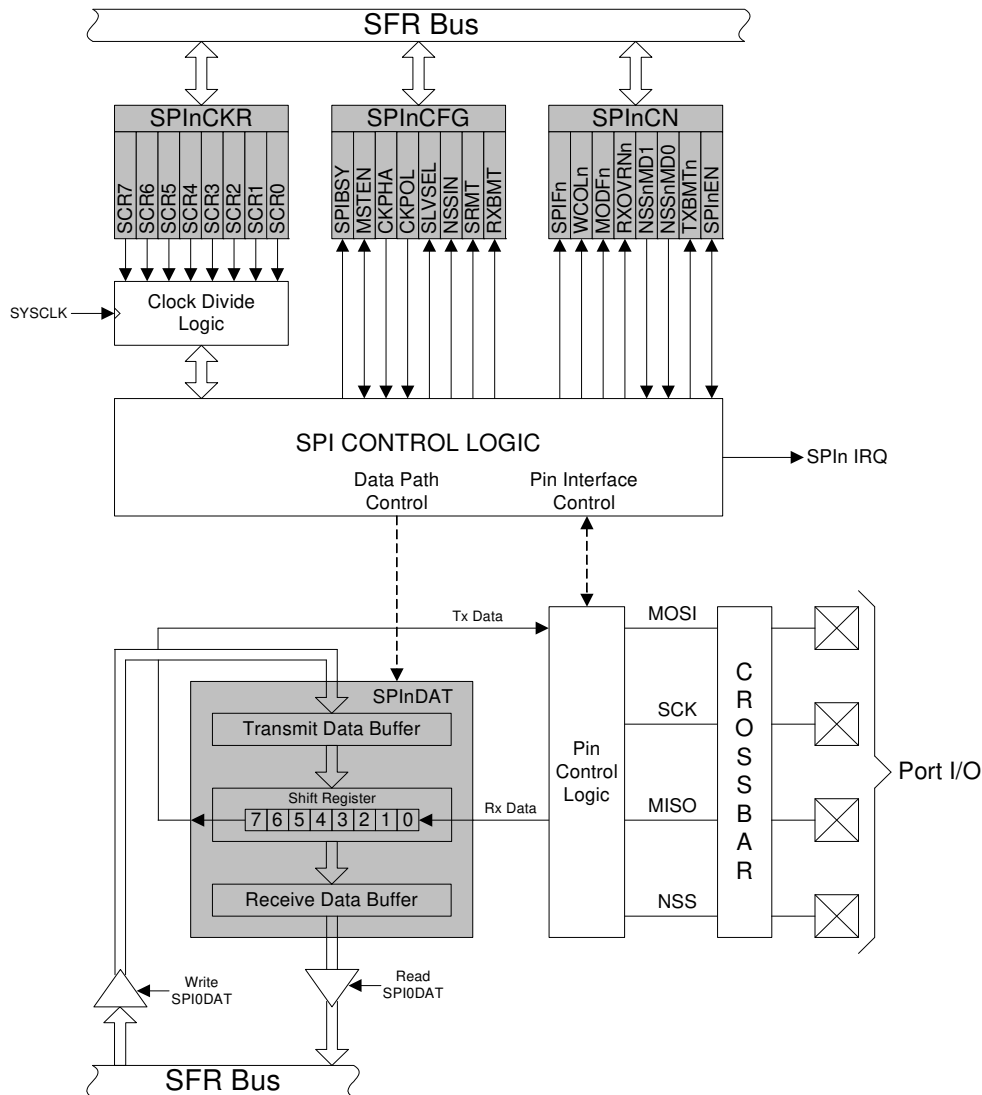 SFR Bus
SPInCKR
SCR7
SCR6
SCR5
SCR4
SCR3
SCR2
SCR1
SCR0
SPInCFG
SPIBSY
MSTEN
CKPHA
CKPOL
SLVSEL
NSSIN
SRMT
RXBMT
SPInCN
SPIFn
WCOLn
MODFn
RXOVRNn
NSSnMD1
NSSnMD0
TXBMTn
SPInEN
SYSCLK
Clock Divide
Logic
SPI CONTROL LOGIC
Data Path
Control
Pin Interface
Control
SPIn IRQ
Tx Data
SPInDAT
Transmit Data Buffer
Shift Register
7 6 5 4 3 2 1 0
Rx Data
Receive Data Buffer
Pin
Control
Logic
MOSI
SCK
MISO
NSS
CROSSBAR
Port I/O
Write
SPI0DAT
Read
SPI0DAT
SFR Bus